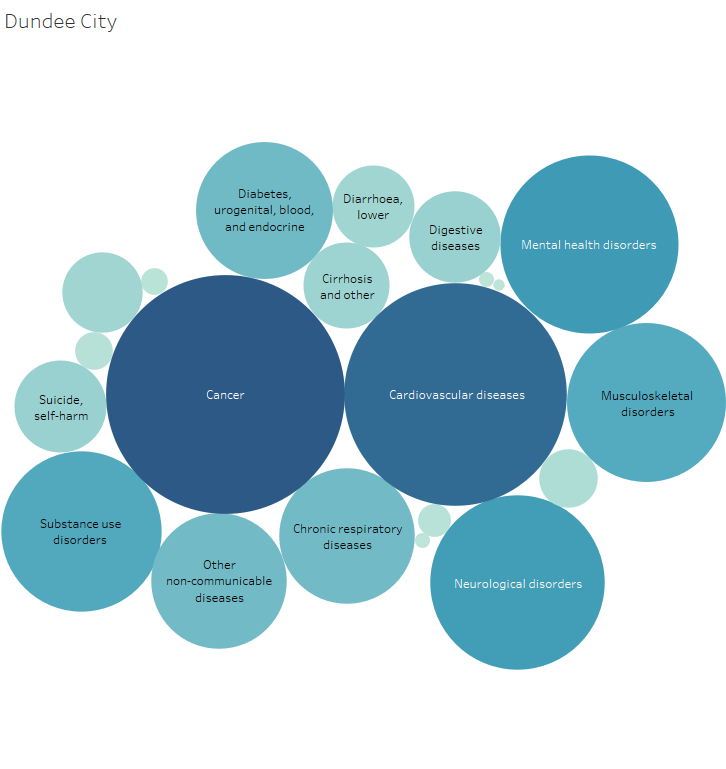 Dundee City
Diabetes,
urogenital, blood,
and endocrine
Diarrhoea,
lower
Digestive
diseases
Mental health disorders
Cirrhosis
and other
Cancer
Cardiovascular diseases
Musculoskeletal
disorders
Suicide,
self-harm
Substance use
disorders
Chronic respiratory
diseases
Other
non-communicable
diseases
Neurological disorders